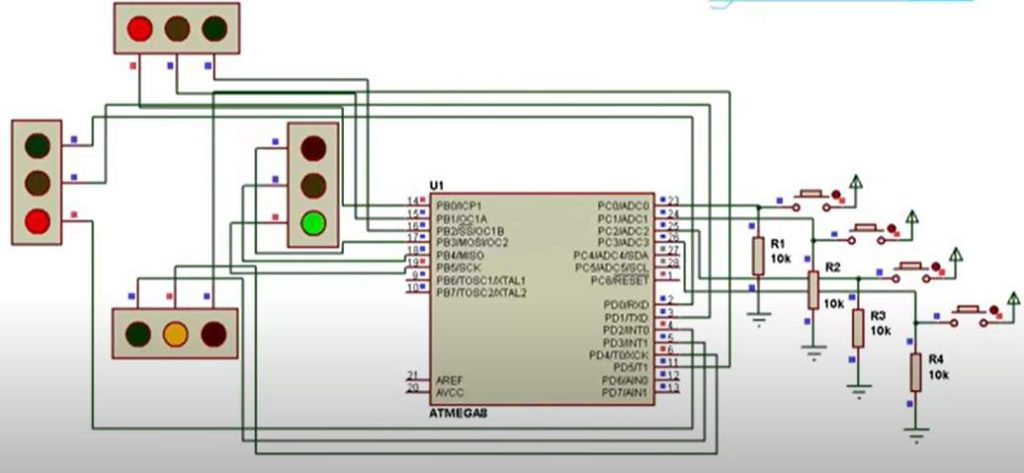 U1
14 PB0/ICP1
15 PB1/OC1A
16 PB2/SS/OC1B
17 PB3/MOSI/OC2
18 PB4/MISO
19 PB5/SCK
9 PB6/TOSC1/XTAL1
10 PB7/TOSC2/XTAL2
21 AREF
20 AVCC
PC0/ADC0 23
PC1/ADC1 24
PC2/ADC2 25
PC3/ADC3 26
PC4/ADC4/SDA 27
PC5/ADC5/SCL 28
PC6/RESET 1
PD0/RXD 2
PD1/TXD 3
PD2/INT0 4
PD3/INT1 5
PD4/T0/XCK 6
PD5/T1 11
PD6/AIN0 12
PD7/AIN1 13
ATMEGA8
R1
10k
R2
10k
R3
10k
R4
10k